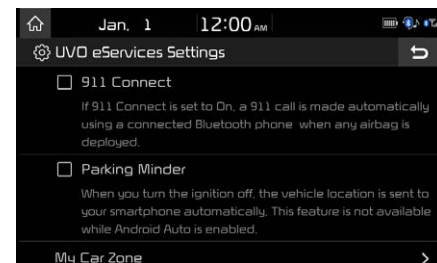 Jan. 1 12:00 AM
UVO eServices Settings
911 Connect
If 911 Connect is set to On, a 911 call is made automatically
using a connected Bluetooth phone when any airbag is
deployed.
Parking Minder
When you turn the ignition off, the vehicle location is sent to
your smartphone automatically. This feature is not available
while Android Auto is enabled.
My Car Zone